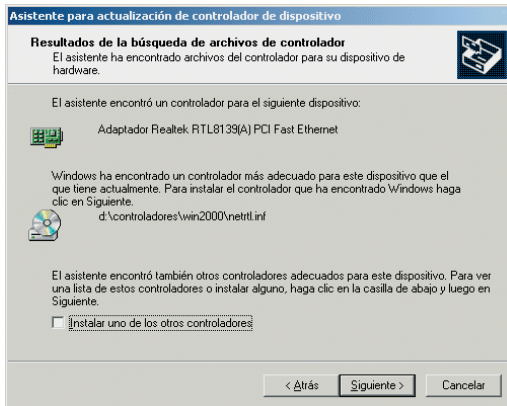 Asistente para actualización de controlador de dispositivo
Resultados de la búsqueda de archivos de controlador
El asistente ha encontrado archivos del controlador para su dispositivo de
hardware.
El asistente encontró un controlador para el siguiente dispositivo:
Adaptador Realtek RTL8139(A) PCI Fast Ethernet
Windows ha encontrado un controlador más adecuado para este dispositivo que el
que tiene actualmente. Para instalar el controlador que ha encontrado Windows haga
clic en Siguiente.
d:\controladores\win2000\netrtl.inf
El asistente encontró también otros controladores adecuados para este dispositivo. Para ver
una lista de estos controladores o instalar alguno, haga clic en la casilla de abajo y luego en
Siguiente.
Instalar uno de los otros controladores
< Atrás Siguiente > Cancelar